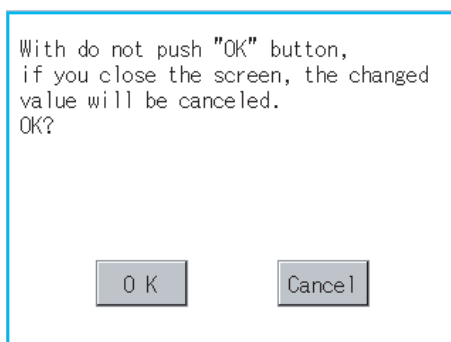 With do not push "OK" button,
if you close the screen, the changed
value will be canceled.
OK?
O K
Cancel